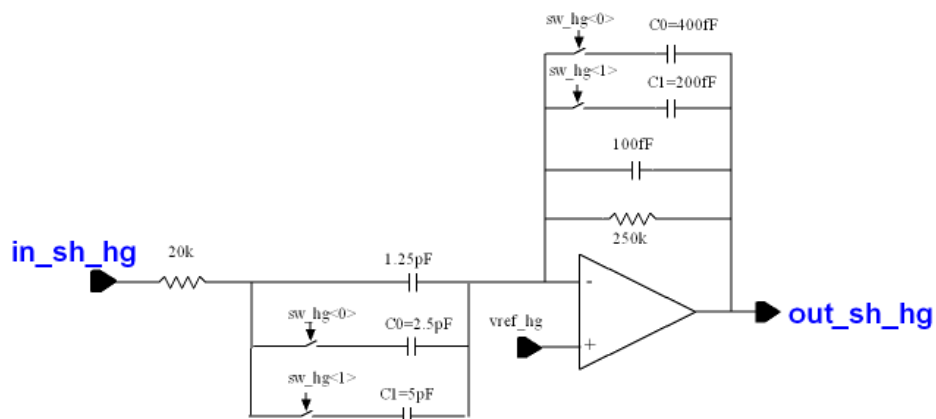 sw_hg<0>
C0=400fF
sw_hg<1>
C1=200fF
100fF
250k
in_sh_hg
20k
1.25pF
-
sw_hg<0>
C0=2.5pF
vref_hg
+
out_sh_hg
sw_hg<1>
C1=5pF